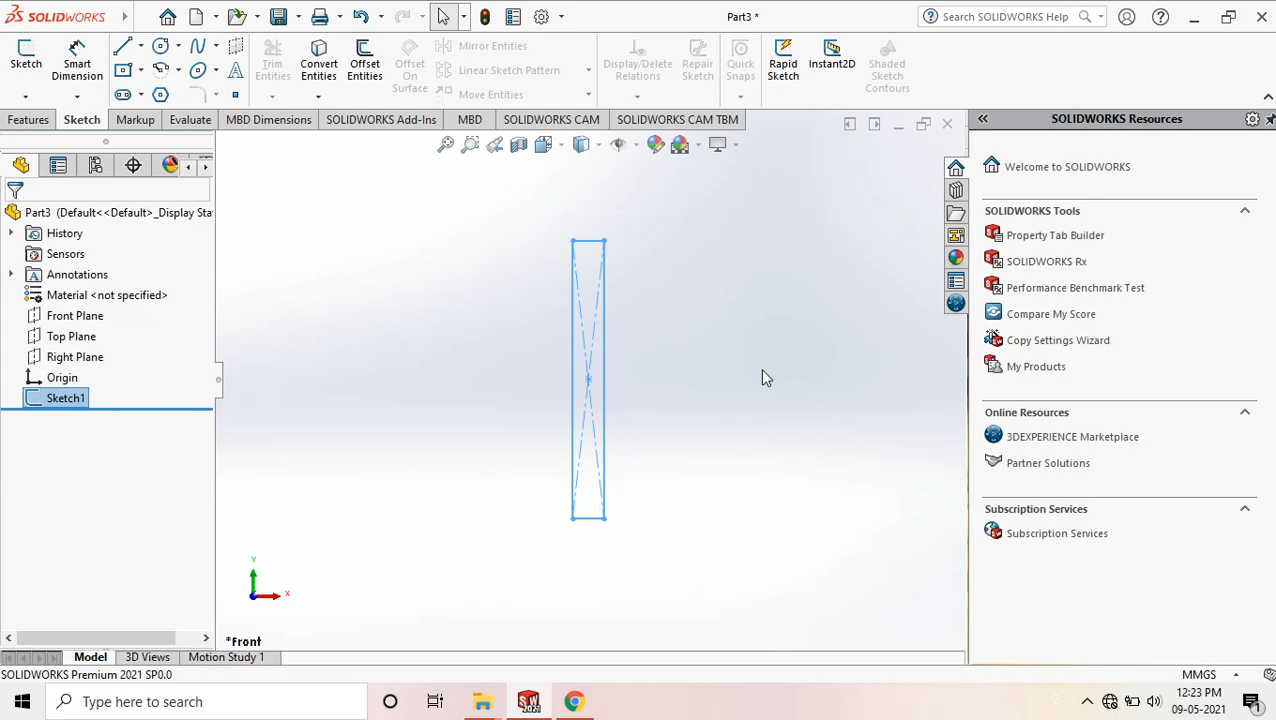 SOLIDWORKS
Part3 *
Search SOLIDWORKS Help
Sketch
Smart Dimension
Trim Entities
Convert Entities
Offset Entities
Offset On Surface
Mirror Entities
Linear Sketch Pattern
Move Entities
Display/Delete Relations
Repair Sketch
Quick Snaps
Rapid Sketch
Instant2D
Shaded Sketch Contours
Features
Sketch
Markup
Evaluate
MBD Dimensions
SOLIDWORKS Add-Ins
MBD
SOLIDWORKS CAM
SOLIDWORKS CAM TBM
Part3 (Default<<Default>_Display Sta
History
Sensors
Annotations
Material <not specified>
Front Plane
Top Plane
Right Plane
Origin
Sketch1
Y
X
*Front
SOLIDWORKS Resources
Welcome to SOLIDWORKS
SOLIDWORKS Tools
Property Tab Builder
SOLIDWORKS Rx
Performance Benchmark Test
Compare My Score
Copy Settings Wizard
My Products
Online Resources
3DEXPERIENCE Marketplace
Partner Solutions
Subscription Services
Subscription Services
Model
3D Views
Motion Study 1
SOLIDWORKS Premium 2021 SP0.0
MMGS
Type here to search
SW
2021
12:23 PM
09-05-2021